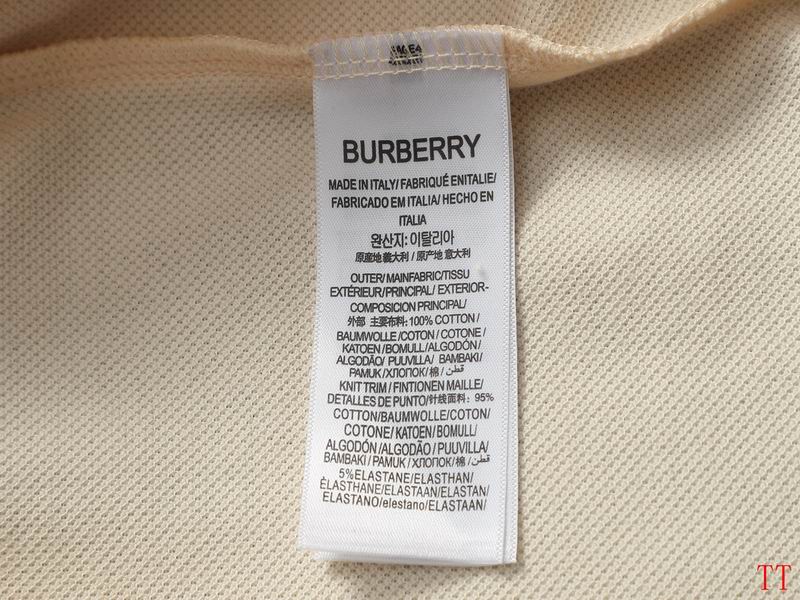 BURBERRY
MADE IN ITALY/ FABRIQUÉ ENITALIE/
FABRICADO EM ITALIA/ HECHO EN
ITALIA
완산지: 이탈리아
原産地 義大利 / 原产地 意大利
OUTER/ MAINFABRIC/TISSU
EXTÉRIEUR/PRINCIPAL/ EXTERIOR-
COMPOSICION PRINCIPAL/
外部 主要布料: 100% COTTON /
BAUMWOLLE /COTON / COTONE /
KATOEN /BOMULL/ALGODÓN/
ALGODÃO/ PUUVILLA/ BAMBAKI/
PAMUK /ХЛОПОК/ 棉 / قطن
KNIT TRIM / FINTIONEN MAILLE/
DETALLES DE PUNTO/针线面料: 95%
COTTON/BAUMWOLLE/COTON/
COTONE/ KATOEN/ BOMULL/
ALGODÓN /ALGODÃO / PUUVILLA/
BAMBAKI / PAMUK / ХЛОПОК/棉 / قطن
5%ELASTANE/ELASTHAN/
ÉLASTHANE/ELASTAAN/ELASTAN/
ELASTANO/elestano/ELASTAAN/
TT